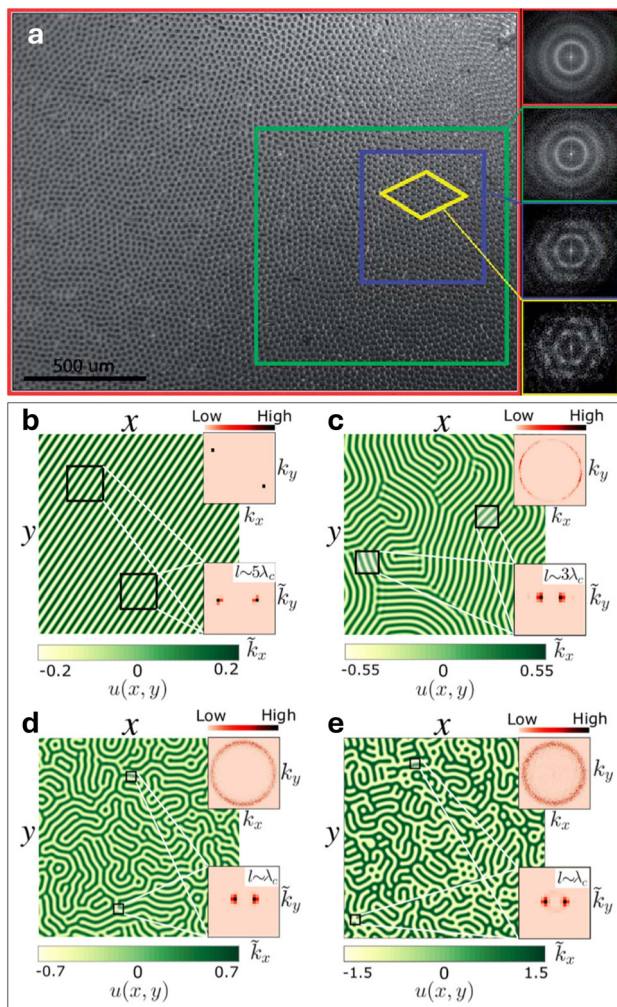 a
500 um
b
x
Low High
k_y
k_x
y
l~5λ_c
k̃_y
k̃_x
-0.2 0 0.2
u(x, y)
c
x
Low High
k_y
k_x
y
l~3λ_c
k̃_y
k̃_x
-0.55 0 0.55
u(x, y)
d
x
Low High
k_y
k_x
y
l~λ_c
k̃_y
k̃_x
-0.7 0 0.7
u(x, y)
e
x
Low High
k_y
k_x
y
l~λ_c
k̃_y
k̃_x
-1.5 0 1.5
u(x, y)